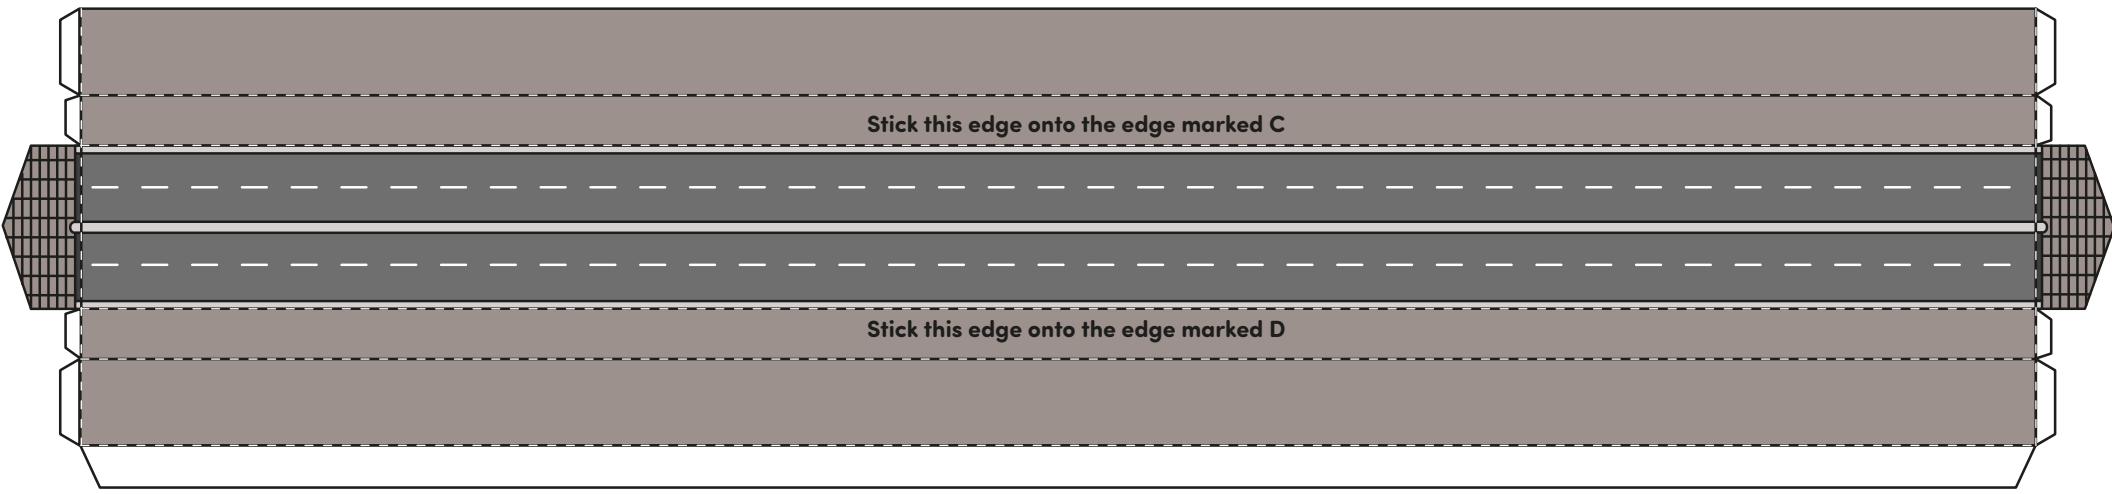 Stick this edge onto the edge marked C
Stick this edge onto the edge marked D